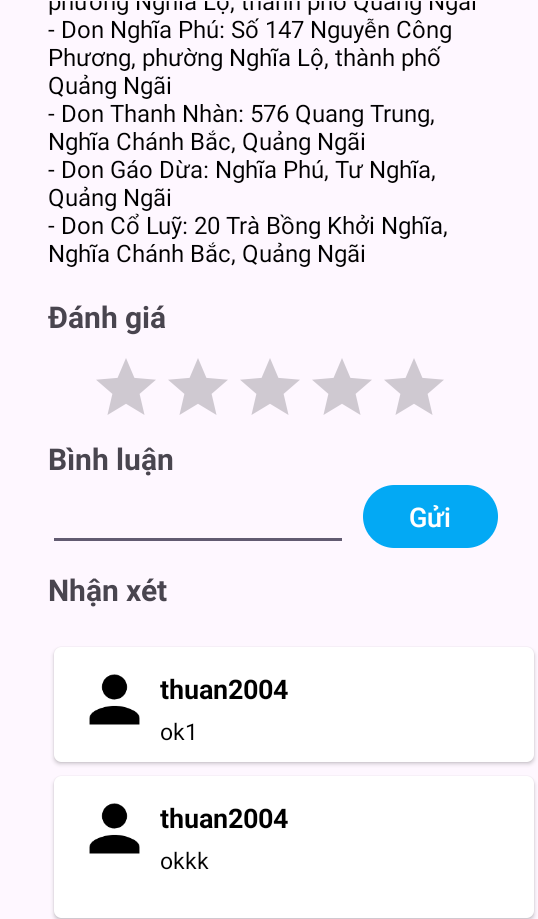 phường Nghĩa Lộ, thành phố Quảng Ngãi
- Don Nghĩa Phú: Số 147 Nguyễn Công
Phương, phường Nghĩa Lộ, thành phố
Quảng Ngãi
- Don Thanh Nhàn: 576 Quang Trung,
Nghĩa Chánh Bắc, Quảng Ngãi
- Don Gáo Dừa: Nghĩa Phú, Tư Nghĩa,
Quảng Ngãi
- Don Cổ Luỹ: 20 Trà Bồng Khởi Nghĩa,
Nghĩa Chánh Bắc, Quảng Ngãi
Đánh giá
Bình luận
Gửi
Nhận xét
thuan2004
ok1
thuan2004
okkk